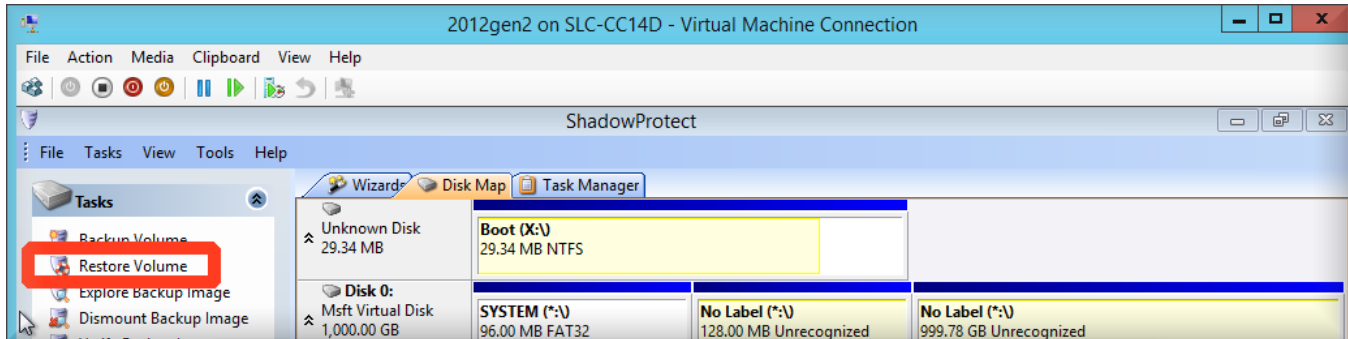 2012gen2 on SLC-CC14D - Virtual Machine Connection
File Action Media Clipboard View Help
ShadowProtect
File Tasks View Tools Help
Wizards Disk Map Task Manager
Tasks
Backup Volume
Restore Volume
Explore Backup Image
Dismount Backup Image
Unknown Disk
29.34 MB
Boot (X:\)
29.34 MB NTFS
Disk 0:
Msft Virtual Disk
1,000.00 GB
SYSTEM (*:\)
96.00 MB FAT32
No Label (*:\)
128.00 MB Unrecognized
No Label (*:\)
999.78 GB Unrecognized